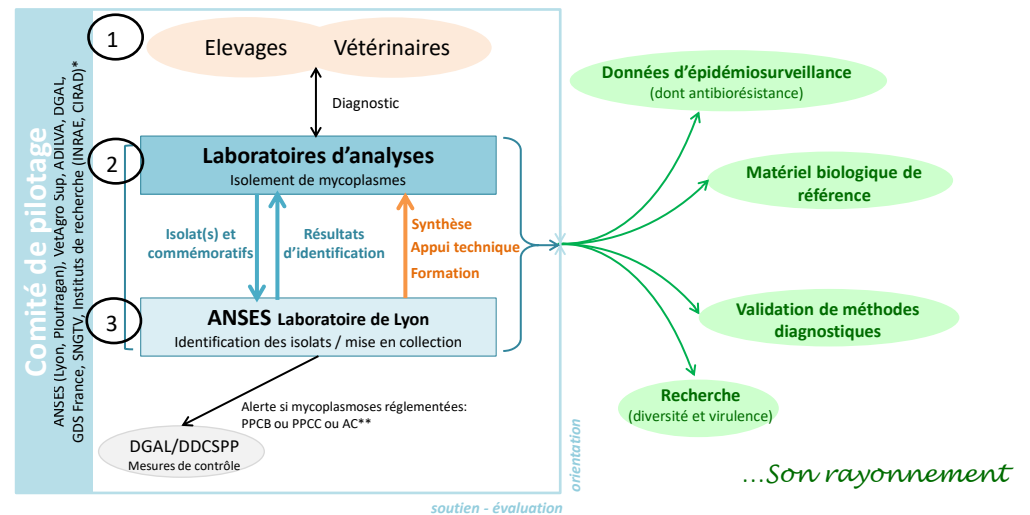 Comité de pilotage
ANSES (Lyon, Ploufragan), VetAgro Sup, ADILVA, DGAL,
GDS France, SNGTV, Instituts de recherche (INRAE, CIRAD)*
1
Elevages
Vétérinaires
Diagnostic
2
Laboratoires d'analyses
Isolement de mycoplasmes
Isolat(s) et
commémoratifs
Résultats
d'identification
Synthèse
Appui technique
Formation
3
ANSES Laboratoire de Lyon
Identification des isolats / mise en collection
Alerte si mycoplasmoses réglementées:
PPCB ou PPCC ou AC**
DGAL/DDCSPP
Mesures de contrôle
soutien - évaluation
orientation
Données d'épidémiosurveillance
(dont antibiorésistance)
Matériel biologique de
référence
Validation de méthodes
diagnostiques
Recherche
(diversité et virulence)
...Son rayonnement